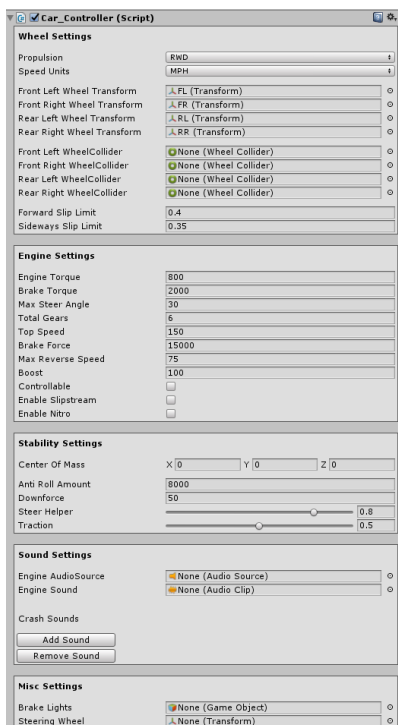 Car_Controller (Script)
Wheel Settings
Propulsion RWD
Speed Units MPH
Front Left Wheel Transform FL (Transform)
Front Right Wheel Transform FR (Transform)
Rear Left Wheel Transform RL (Transform)
Rear Right Wheel Transform RR (Transform)
Front Left WheelCollider None (Wheel Collider)
Front Right WheelCollider None (Wheel Collider)
Rear Left WheelCollider None (Wheel Collider)
Rear Right WheelCollider None (Wheel Collider)
Forward Slip Limit 0.4
Sideways Slip Limit 0.35
Engine Settings
Engine Torque 800
Brake Torque 2000
Max Steer Angle 30
Total Gears 6
Top Speed 150
Brake Force 15000
Max Reverse Speed 75
Boost 100
Controllable
Enable Slipstream
Enable Nitro
Stability Settings
Center Of Mass X 0 Y 0 Z 0
Anti Roll Amount 8000
Downforce 50
Steer Helper 0.8
Traction 0.5
Sound Settings
Engine AudioSource None (Audio Source)
Engine Sound None (Audio Clip)
Crash Sounds
Add Sound
Remove Sound
Misc Settings
Brake Lights None (Game Object)
Steering Wheel None (Transform)